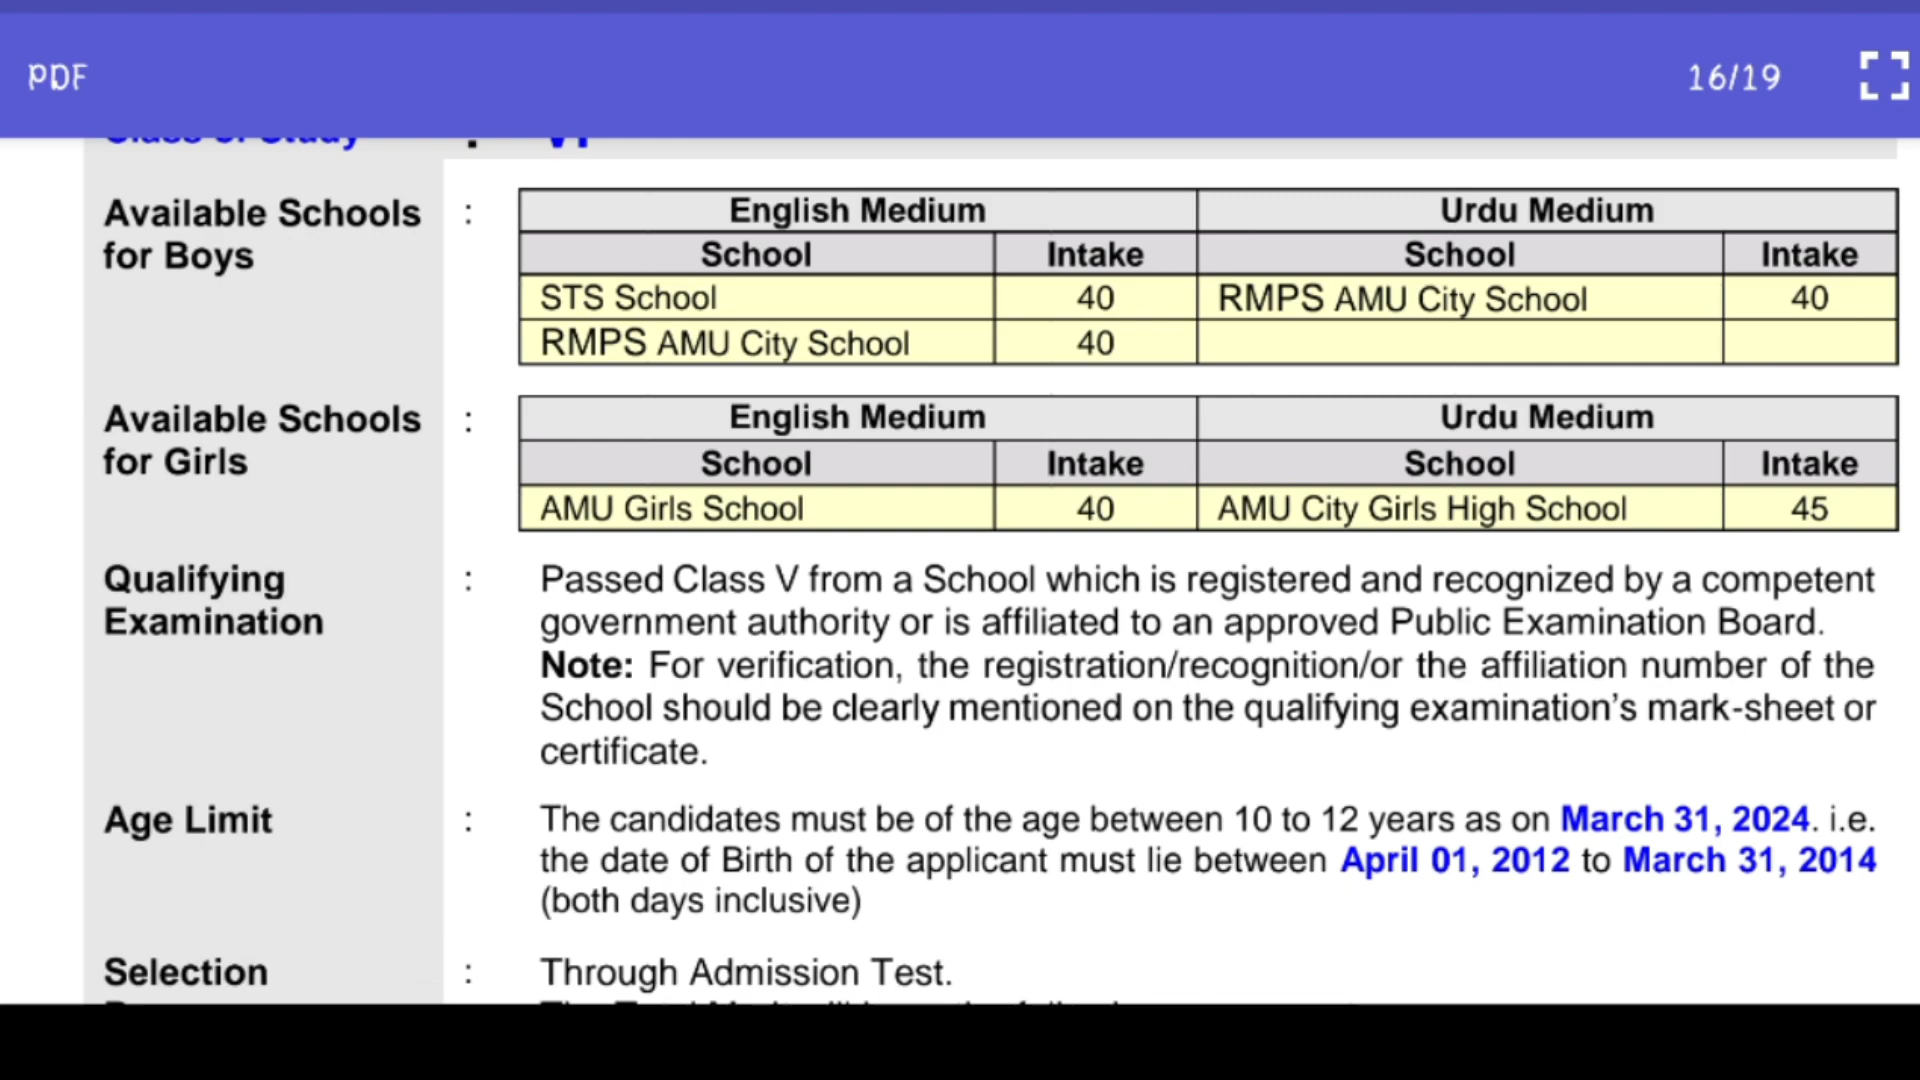 PDF
16/19
Class of Study : VI
Available Schools for Boys :
English Medium Urdu Medium
School Intake School Intake
STS School 40 RMPS AMU City School 40
RMPS AMU City School 40
Available Schools for Girls :
English Medium Urdu Medium
School Intake School Intake
AMU Girls School 40 AMU City Girls High School 45
Qualifying Examination :
Passed Class V from a School which is registered and recognized by a competent
government authority or is affiliated to an approved Public Examination Board.
Note: For verification, the registration/recognition/or the affiliation number of the
School should be clearly mentioned on the qualifying examination’s mark-sheet or
certificate.
Age Limit :
The candidates must be of the age between 10 to 12 years as on March 31, 2024. i.e.
the date of Birth of the applicant must lie between April 01, 2012 to March 31, 2014
(both days inclusive)
Selection : Through Admission Test.